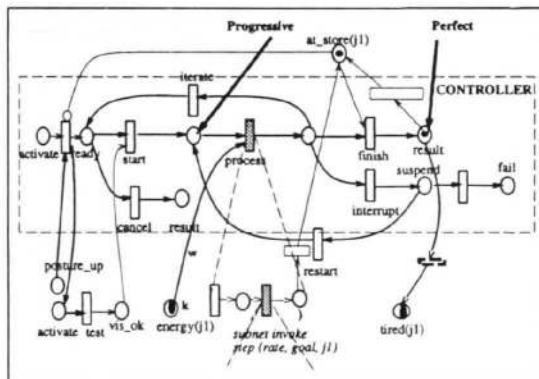 Progressive
Perfect
at_store(j1)
iterate
CONTROLLER
activate
ready
start
process
finish
result
suspend
fail
cancel
result
interrupt
w
restart
posture_up
k
activate
test
vis_ok
energy(j1)
tired(j1)
subnet invoke
step (rate, goal, j1)